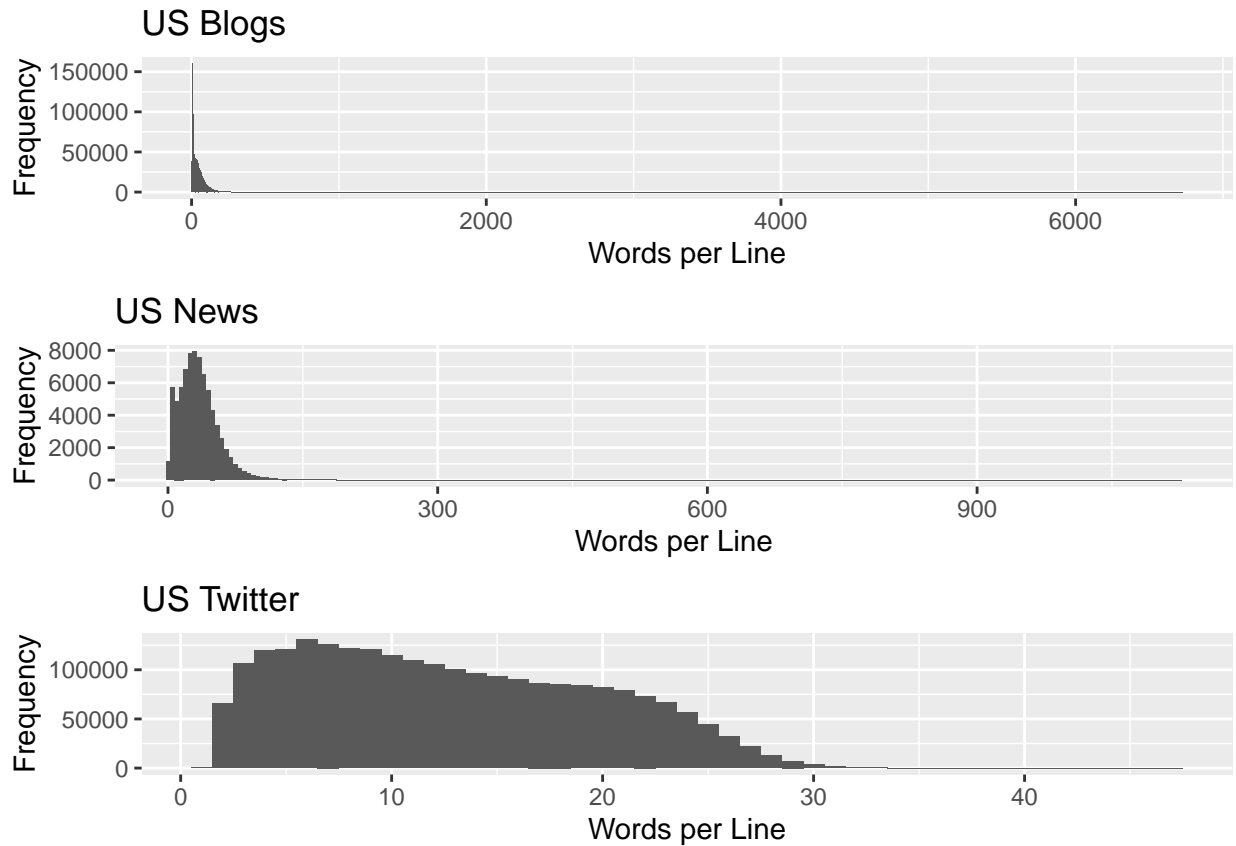 US Blogs
Frequency
150000
100000
50000
0
0 2000 4000 6000
Words per Line
US News
Frequency
8000
6000
4000
2000
0
0 300 600 900
Words per Line
US Twitter
Frequency
100000
50000
0
0 10 20 30 40
Words per Line